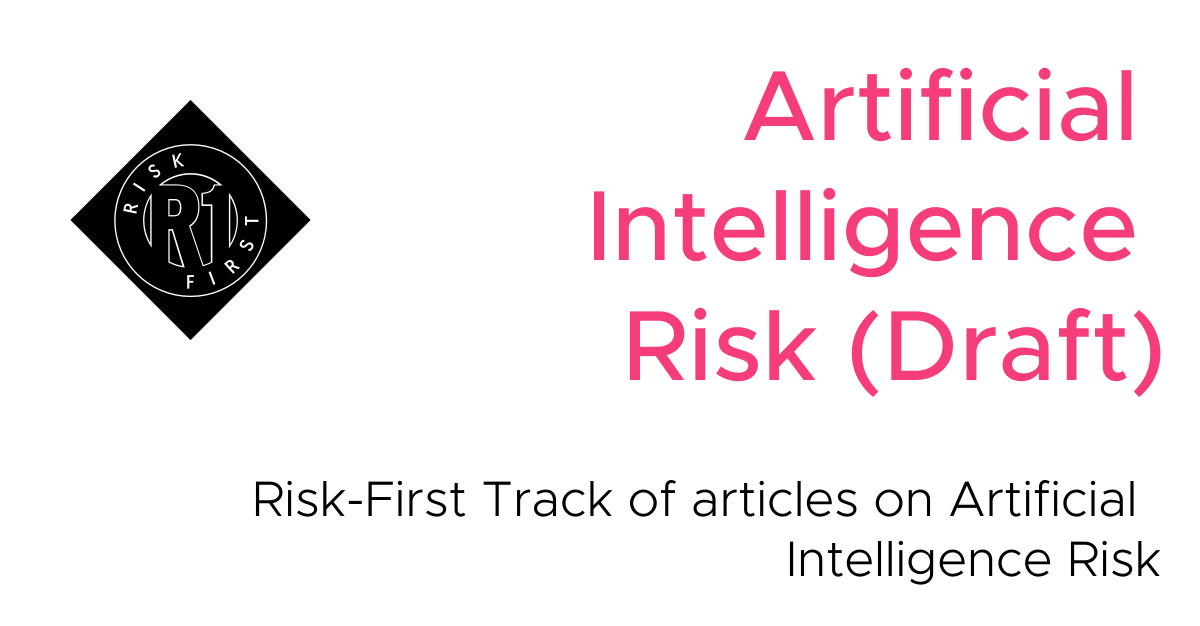 RISK
R1
FIRST
Artificial
Intelligence
Risk (Draft)
Risk-First Track of articles on Artificial
Intelligence Risk